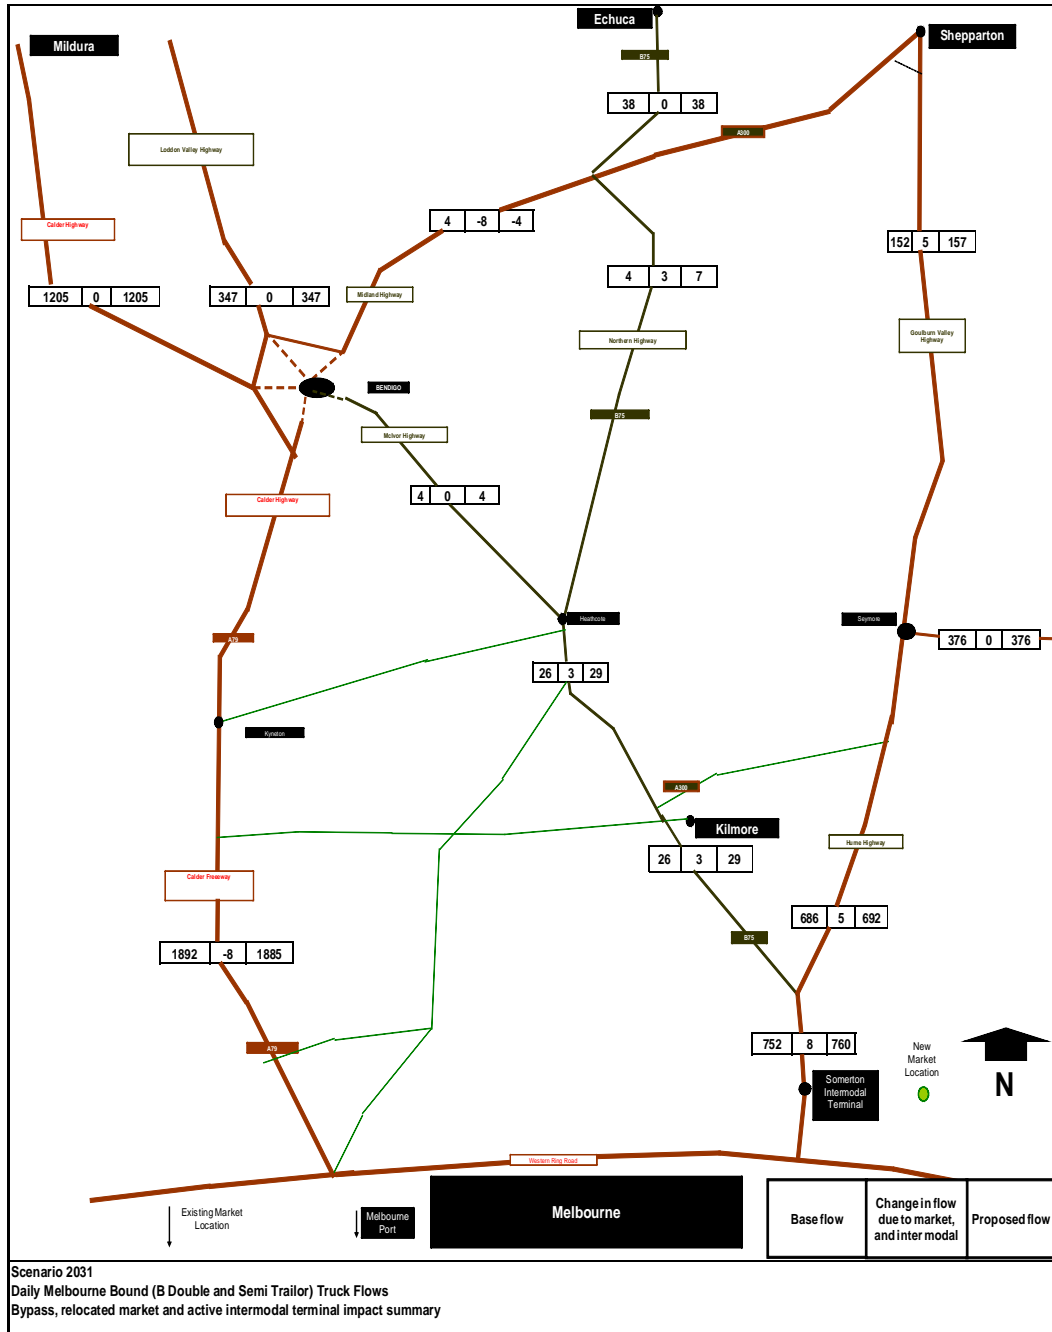 Echuca
Mildura
Shepparton
B75
38 0 38
A300
Loddon Valley Highway
Calder Highway
4 -8 -4
152 5 157
4 3 7
1205 0 1205
347 0 347
Midland Highway
Goulburn Valley
Highway
Northern Highway
BENDIGO
B75
McIvor Highway
4 0 4
Calder Highway
Heathcote
Seymore
A79
376 0 376
26 3 29
Kyneton
A300
Kilmore
Hume Highway
26 3 29
Calder Freeway
686 5 692
B75
1892 -8 1885
752 8 760
A79
New
Market
Location
N
Somerton
Intermodal
Terminal
Western Ring Road
Existing Market
Location
Melbourne
Port
Melbourne
Base flow
Change in flow
due to market,
and inter modal
Proposed flow
Scenario 2031
Daily Melbourne Bound (B Double and Semi Trailor) Truck Flows
Bypass, relocated market and active intermodal terminal impact summary